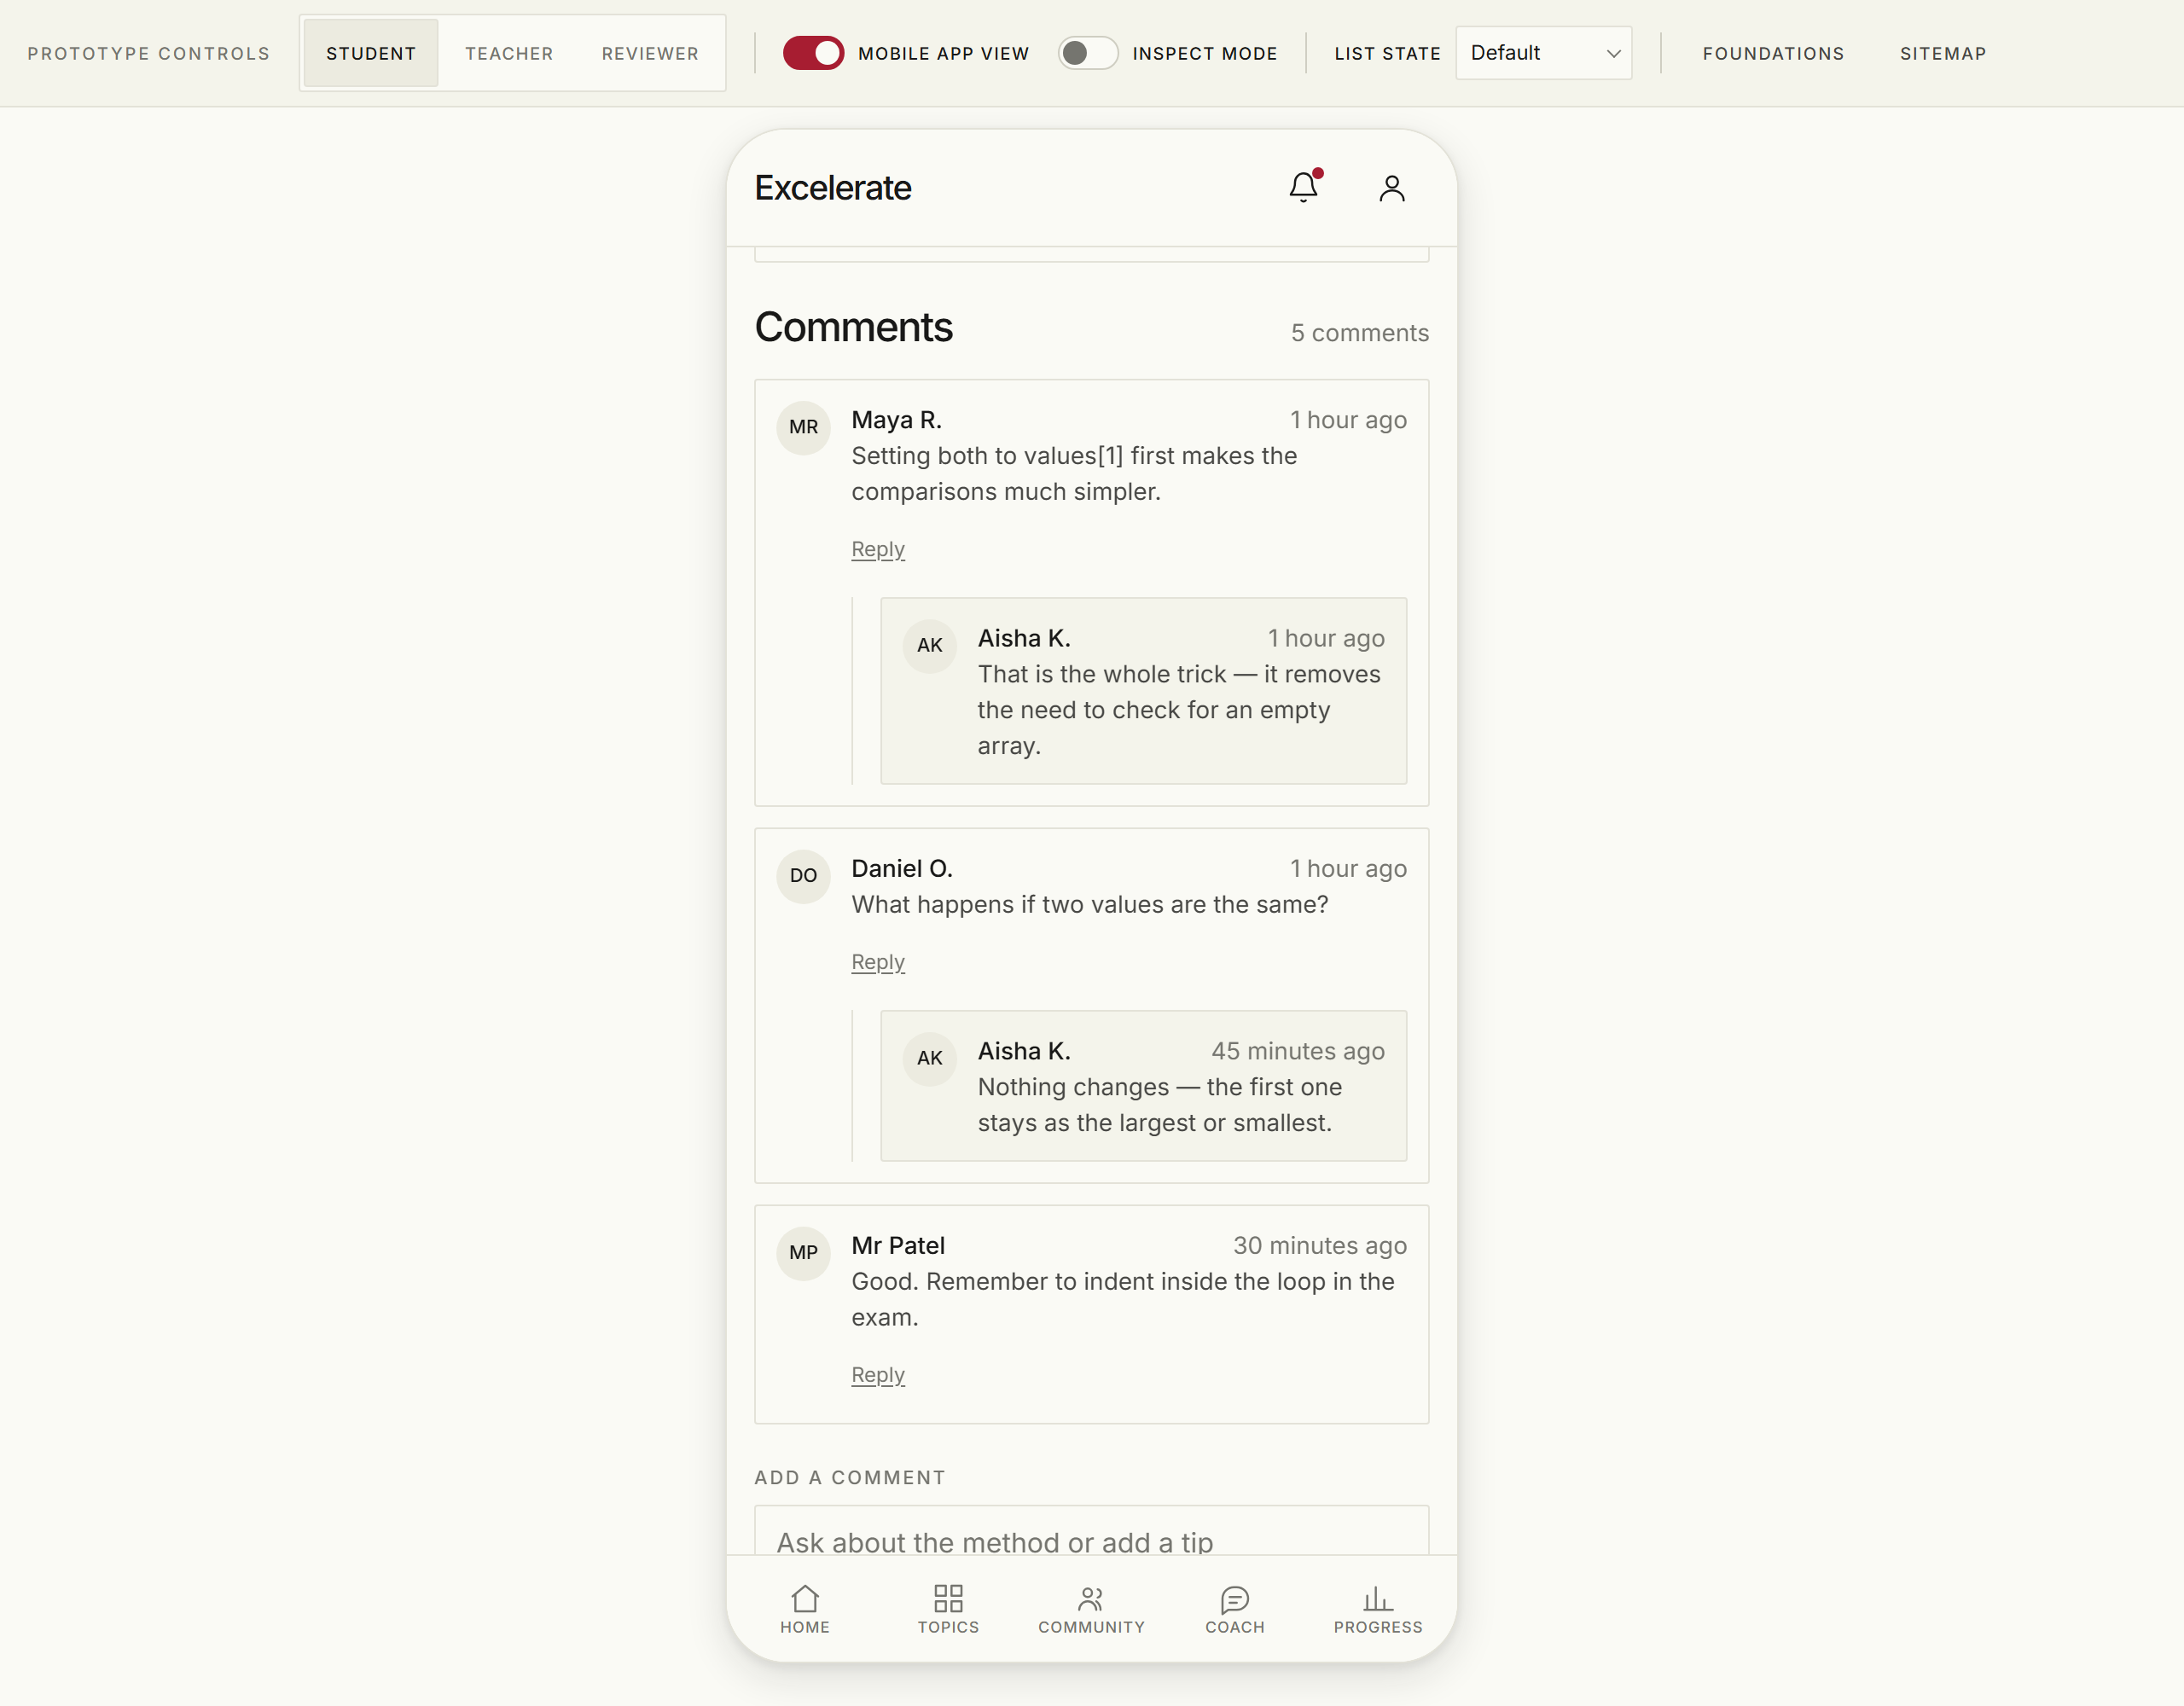 PROTOTYPE CONTROLS STUDENT TEACHER REVIEWER MOBILE APP VIEW INSPECT MODE LIST STATE Default FOUNDATIONS SITEMAP
Excelerate
Comments 5 comments
MR Maya R. 1 hour ago
Setting both to values[1] first makes the
comparisons much simpler.
Reply
AK Aisha K. 1 hour ago
That is the whole trick — it removes
the need to check for an empty
array.
DO Daniel O. 1 hour ago
What happens if two values are the same?
Reply
AK Aisha K. 45 minutes ago
Nothing changes — the first one
stays as the largest or smallest.
MP Mr Patel 30 minutes ago
Good. Remember to indent inside the loop in the
exam.
Reply
ADD A COMMENT
Ask about the method or add a tip
HOME TOPICS COMMUNITY COACH PROGRESS